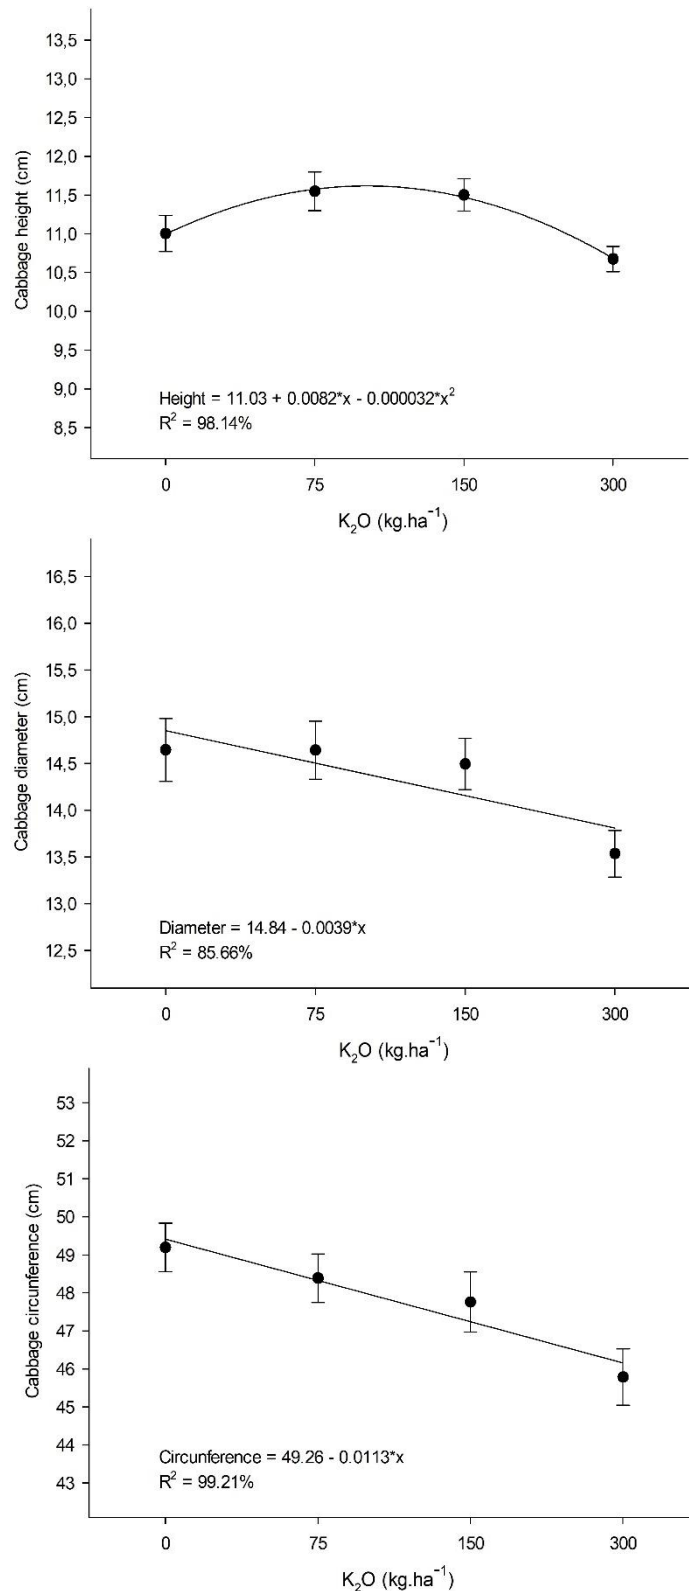 13,5
13,0
12,5
12,0
11,5
11,0
10,5
10,0
9,5
9,0
8,5
Cabbage height (cm)
Height = 11.03 + 0.0082*x - 0.000032*x²
R² = 98.14%
0 75 150 300
K₂O (kg.ha⁻¹)
16,5
16,0
15,5
15,0
14,5
14,0
13,5
13,0
12,5
Cabbage diameter (cm)
Diameter = 14.84 - 0.0039*x
R² = 85.66%
0 75 150 300
K₂O (kg.ha⁻¹)
53
52
51
50
49
48
47
46
45
44
43
Cabbage circunference (cm)
Circunference = 49.26 - 0.0113*x
R² = 99.21%
0 75 150 300
K₂O (kg.ha⁻¹)